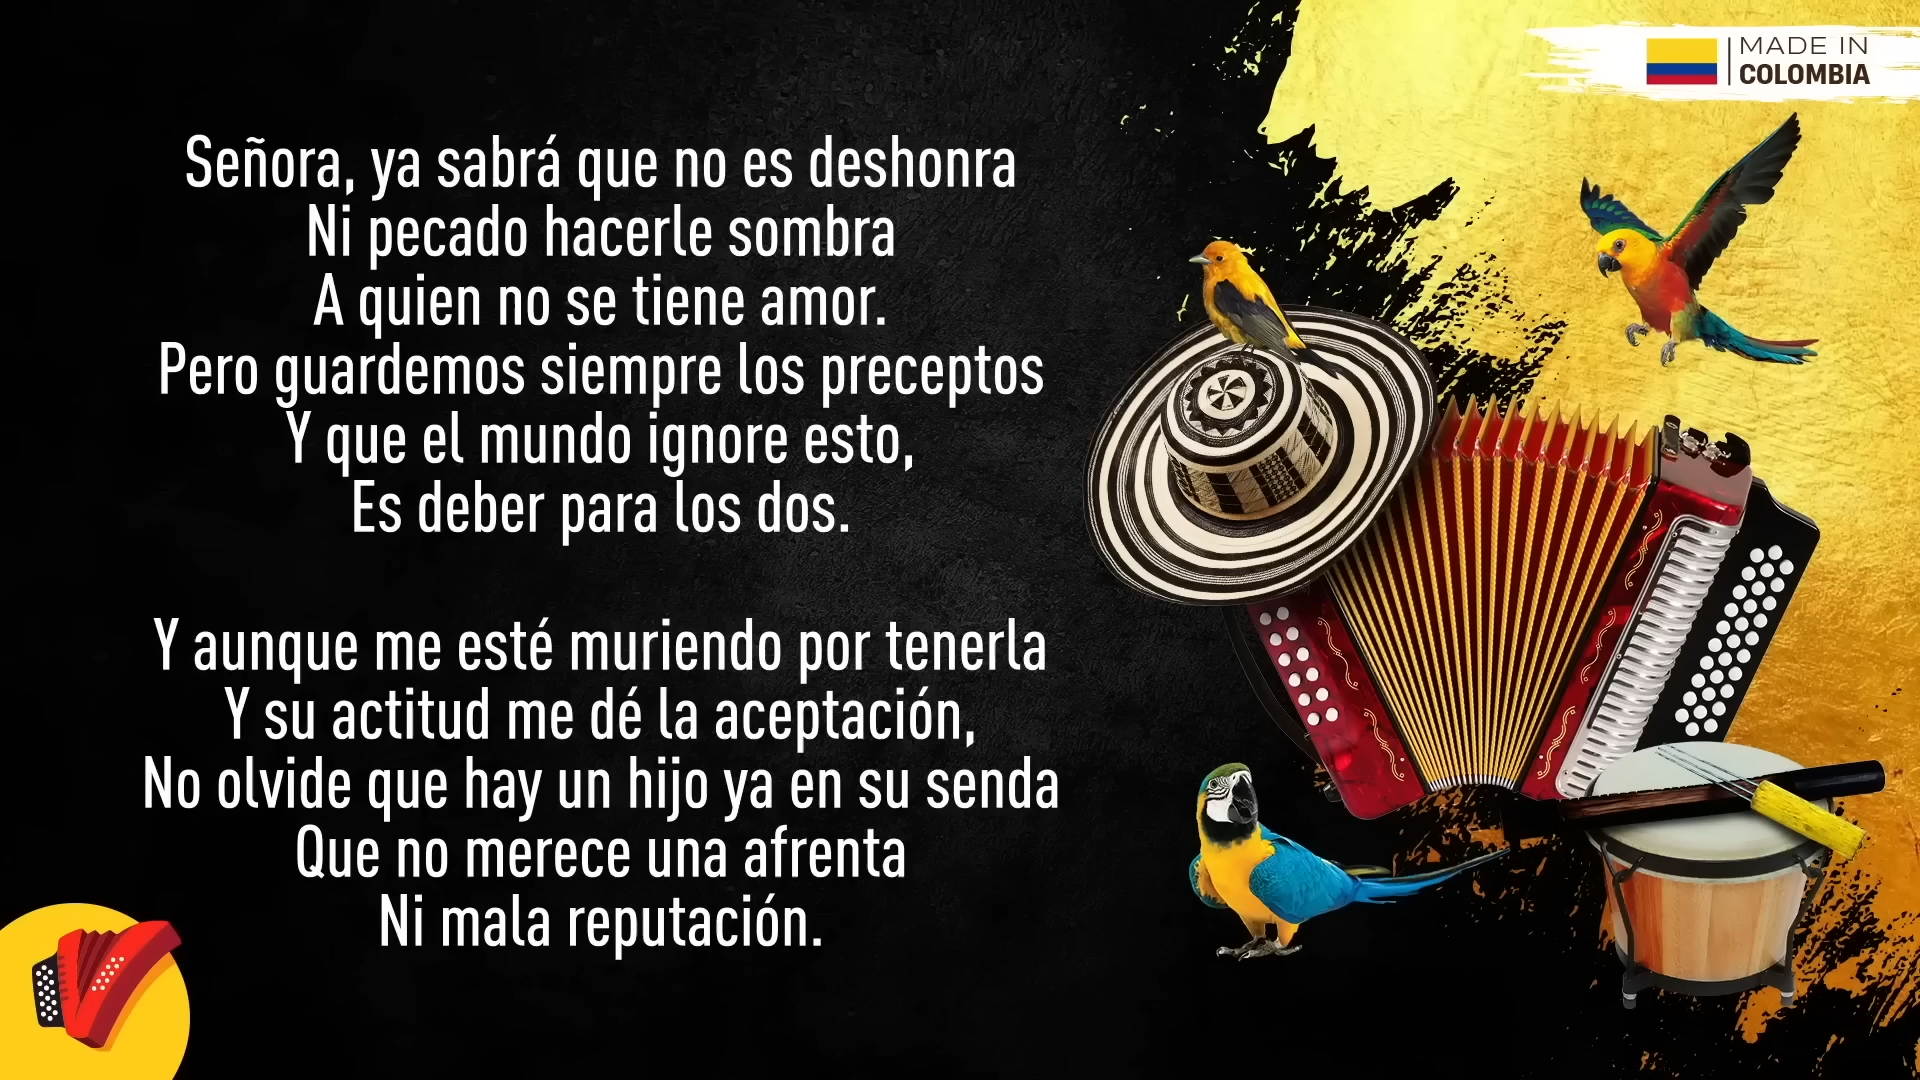 MADE IN
COLOMBIA
Señora, ya sabrá que no es deshonra
Ni pecado hacerle sombra
A quien no se tiene amor.
Pero guardemos siempre los preceptos
Y que el mundo ignore esto,
Es deber para los dos.
Y aunque me esté muriendo por tenerla
Y su actitud me dé la aceptación,
No olvide que hay un hijo ya en su senda
Que no merece una afrenta
Ni mala reputación.